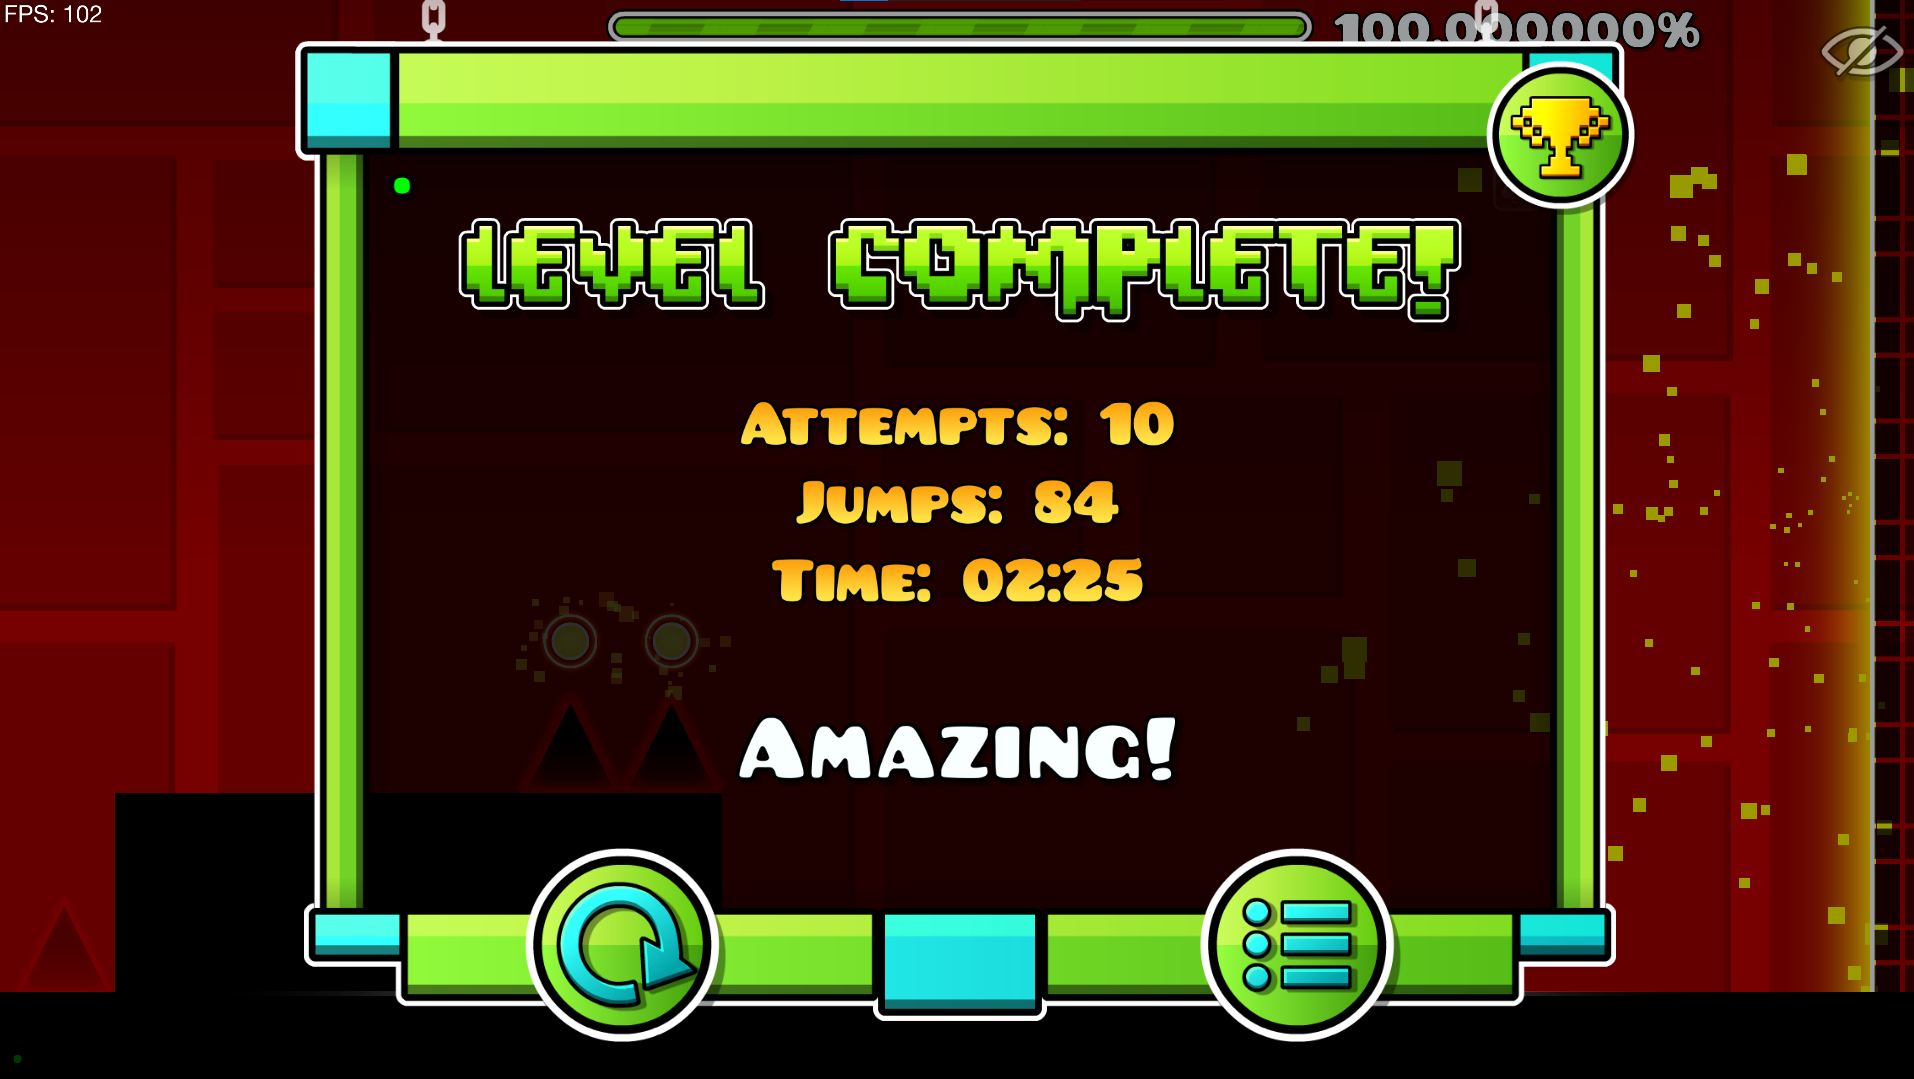 FPS: 102
100.000000%
LEVEL COMPLETE!
ATTEMPTS: 10
JUMPS: 84
TIME: 02:25
AMAZING!